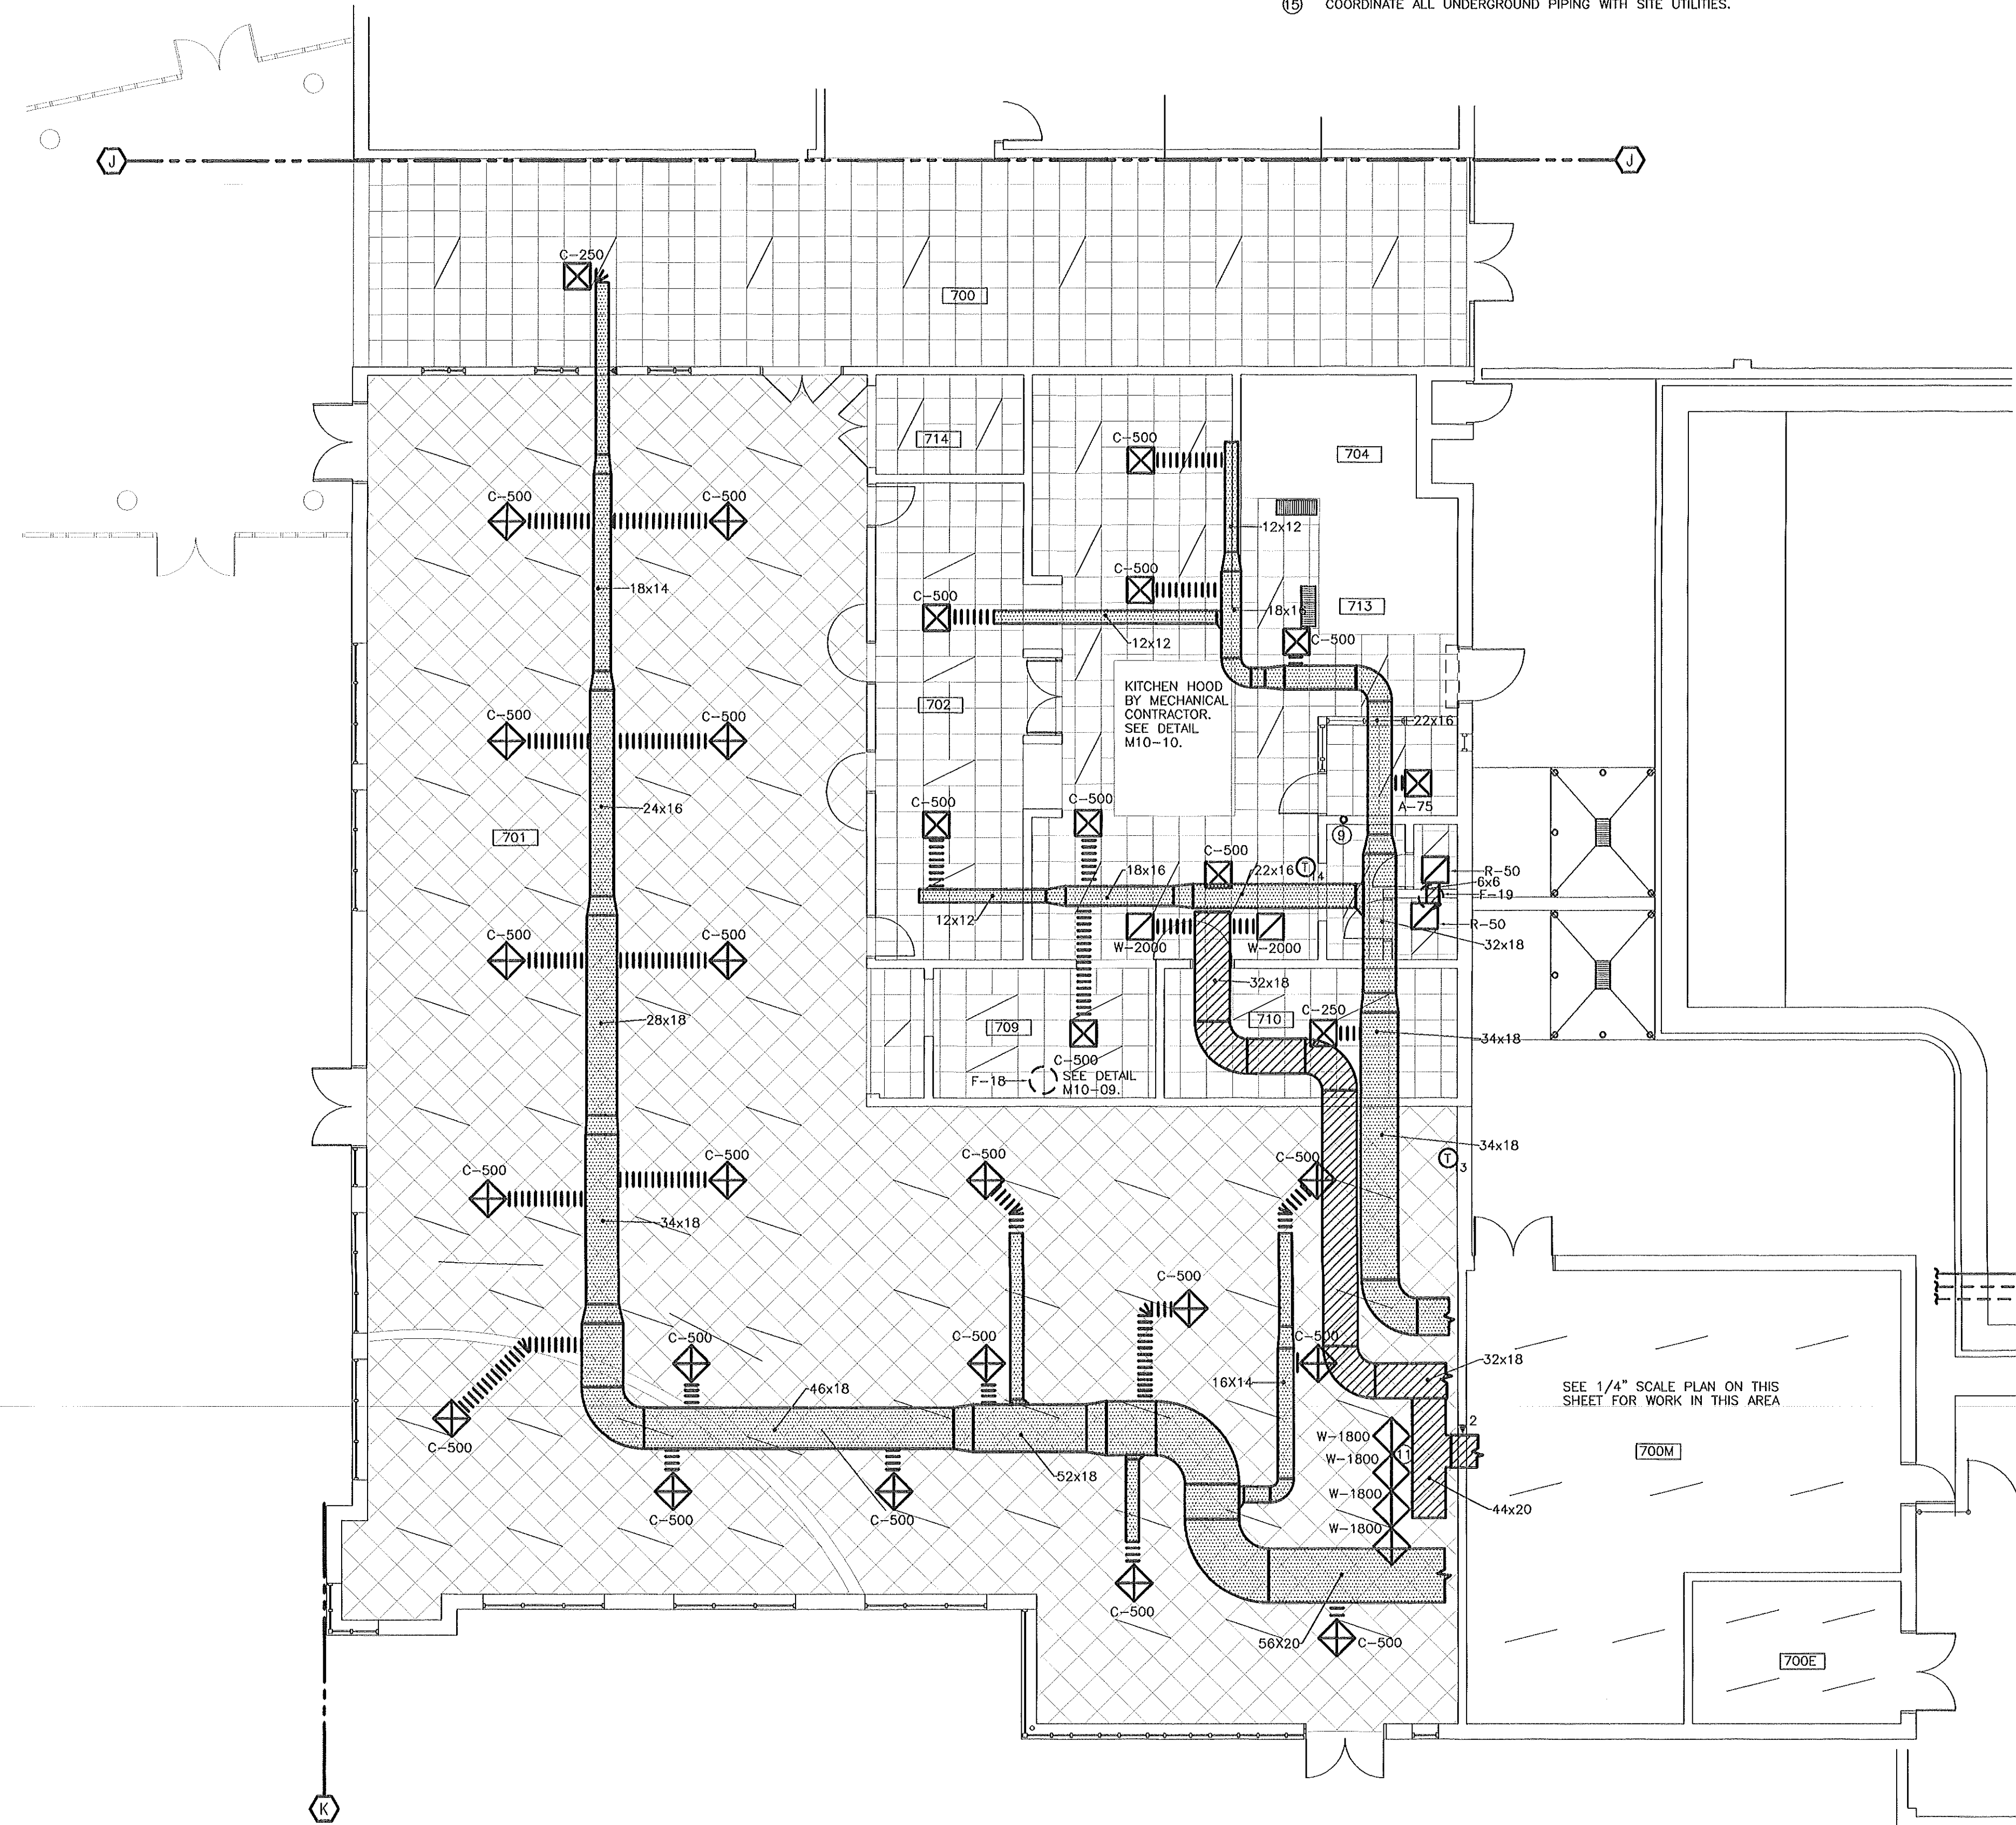 15 COORDINATE ALL UNDERGROUND PIPING WITH SITE UTILITIES.
J
J
C-250
700
714
C-500
704
C-500
C-500
12x12
C-500
18x14
C-500
18x16
713
12x12
C-500
KITCHEN HOOD
BY MECHANICAL
CONTRACTOR.
SEE DETAIL
M10-10.
702
C-500
C-500
22x16
24x16
701
C-500
C-500
A-75
9
C-500
T
14
18x16
22x16
R-50
6x6
F-19
12x12
R-50
C-500
C-500
W-2000
W-2000
32x18
32x18
28x18
709
710
C-250
34x18
C-500
F-18
SEE DETAIL
M10-09.
34x18
T
13
C-500
C-500
C-500
C-500
34x18
C-500
C-500
C-500
C-500
32x18
46x18
16X14
SEE 1/4" SCALE PLAN ON THIS
SHEET FOR WORK IN THIS AREA
C-500
2
W-1800
11
W-1800
700M
52x18
W-1800
44x20
C-500
C-500
W-1800
C-500
56X20
C-500
700E
K